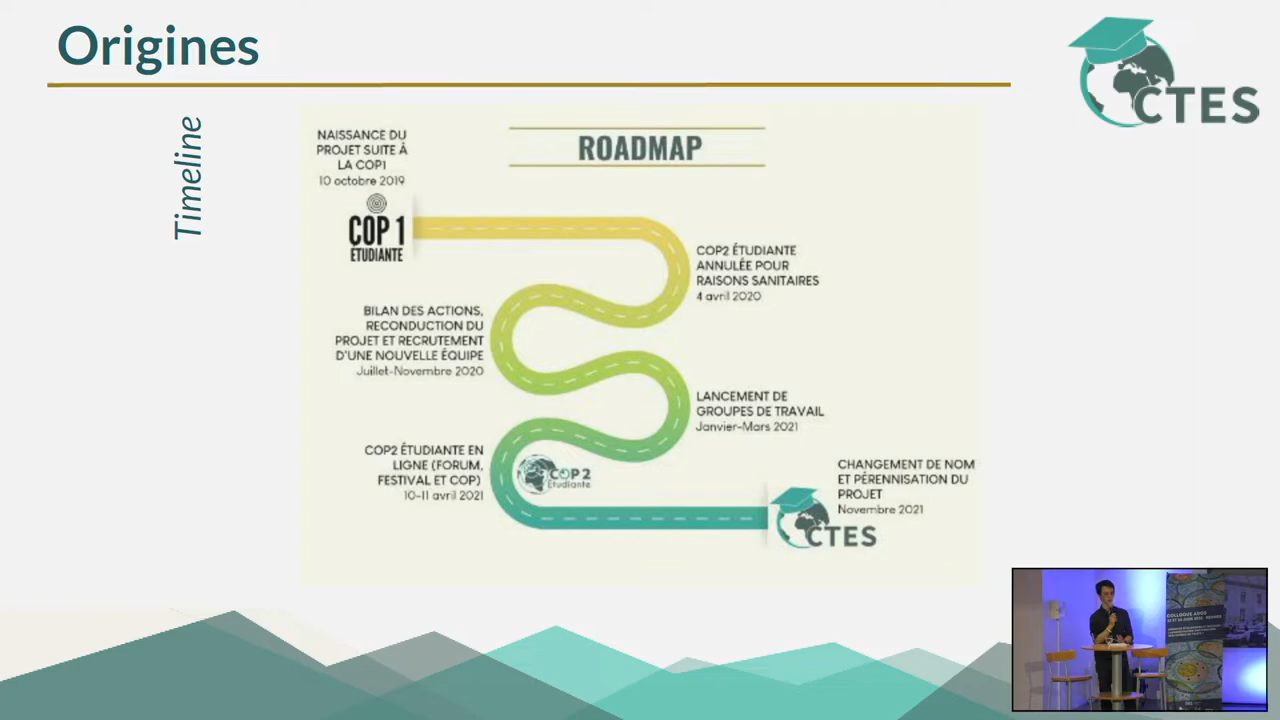 Origines
CTES
Timeline
ROADMAP
NAISSANCE DU
PROJET SUITE À
LA COP1
10 octobre 2019
COP 1
ÉTUDIANTE
COP2 ÉTUDIANTE
ANNULÉE POUR
RAISONS SANITAIRES
4 avril 2020
BILAN DES ACTIONS,
RECONDUCTION DU
PROJET ET RECRUTEMENT
D'UNE NOUVELLE ÉQUIPE
Juillet-Novembre 2020
LANCEMENT DE
GROUPES DE TRAVAIL
Janvier-Mars 2021
COP2 ÉTUDIANTE EN
LIGNE (FORUM,
FESTIVAL ET COP)
10-11 avril 2021
COP 2
Étudiante
CHANGEMENT DE NOM
ET PÉRENNISATION DU
PROJET
Novembre 2021
CTES